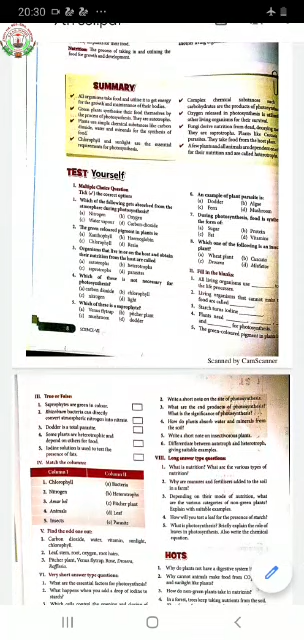 20:30
Nutrition: The process of taking in and utilising the
food for growth and development.
SUMMARY
✓ All organisms take food and utilise it to get energy
for the growth and maintenance of their bodies.
✓ Green plants synthesise their food themselves by
the process of photosynthesis. They are autotrophs.
✓ Plants use simple chemical substances like carbon
dioxide, water and minerals for the synthesis of
food.
✓ Chlorophyll and sunlight are the essential
requirements for photosynthesis.
✓ Complex chemical substances such
carbohydrates are the products of
✓ Oxygen released in photosynthesis is
other living organisms for their survival.
✓ Fungi derive nutrition from dead, decaying
They are saprotrophs. Plants like
parasites. They take food from the host plant.
✓ A few plants and all animals are dependent
for their nutrition and are called
TEST Yourself
I. Multiple Choice Question
Tick (✓) the correct options
1. Which of the following gets absorbed from the
atmosphere during photosynthesis?
(a) Nitrogen (b) Oxygen
(c) Water vapour (d) Carbon dioxide
2. The green coloured pigment in plants is
(a) Xanthophyll (b) Haemoglobin
(c) Chlorophyll (d)
3. Organisms that live in or on the host and obtain
their nutrition from the host are called
(a) autotrophs (b) heterotrophs
(c) saprotrophs (d) parasites
4. Which of these is not necessary for
photosynthesis?
(a) carbon dioxide (b) chlorophyll
(c) nitrogen (d) light
5. Which of these is a saprophyte?
(a) Venus flytrap (b) pitcher plant
(c) mushroom (d) dodder
8 SCIENCE-VII
6. An example of plant parasite is:
(a) Dodder (b) Algae
(c) Fern (d) Mushroom
7. During photosynthesis, food is
the form of:
(a) Sugar (b) Protein
(c) Fat (d) Vitamins
8. Which one of the following is an
plant?
(a) Wheat plant (b) Cuscuta
(c) Drosera (d)
II. Fill in the blanks:
1. All living organisms use
the life processes.
2. Living organisms that cannot make
food are called
3. Starch turns iodine
4. Plants need
and for photosynthesis.
5. The green-coloured pigment in plants
Scanned by CamScanner
III. True or False:
1. Saprophytes are green in colour.
2. Rhizobium bacteria can directly
convert atmospheric nitrogen into nitrates.
3. Dodder is a total parasite.
4. Some plants are heterotrophic and
depend on others for food.
5. Iodine solution is used to test the
presence of fats.
IV. Match the columns:
Column I Column II
1. Chlorophyll (a) Bacteria
2. Nitrogen (b) Heterotrophs
3. (c) Pitcher plant
4. Animals (d) Leaf
5. Insects (e) Parasite
V. Find the odd one out:
1. Carbon dioxide, water, vitamin, sunlight,
chlorophyll.
2. Leaf, stem, root, oxygen, root hairs.
3. Pitcher plant, Venus flytrap, Drosera,
Rafflesia.
VI. Very short answer type questions:
1. What are the essential factors for photosynthesis?
2. What happens when you add a drop of iodine to
starch?
2. Write a short note on the site of photosynthesis.
3. What are the end products of photosynthesis?
What is the significance of photosynthesis?
4. How do plants absorb water and minerals from
the soil?
5. Write a short note on insectivorous plants.
6. Differentiate between autotroph and heterotroph,
giving suitable examples.
VIII. Long answer type questions:
1. What is nutrition? What are the various types of
nutrition?
2. Why are manures and fertilizers added to the soil
in a farm?
3. Depending on their mode of nutrition, what
are the various categories of non-green plants?
Explain with suitable examples.
4. How will you test a leaf for the presence of starch?
5. What is photosynthesis? Briefly explain the role of
leaves in photosynthesis. Also write the chemical
equation.
HOTS
1. Why do plants not have a digestive system
2. Why cannot animals make food from CO
and sunlight like plants?
3. How do non-green plants take in nutrients?
4. In a forest, trees keep taking nutrients from the soil.